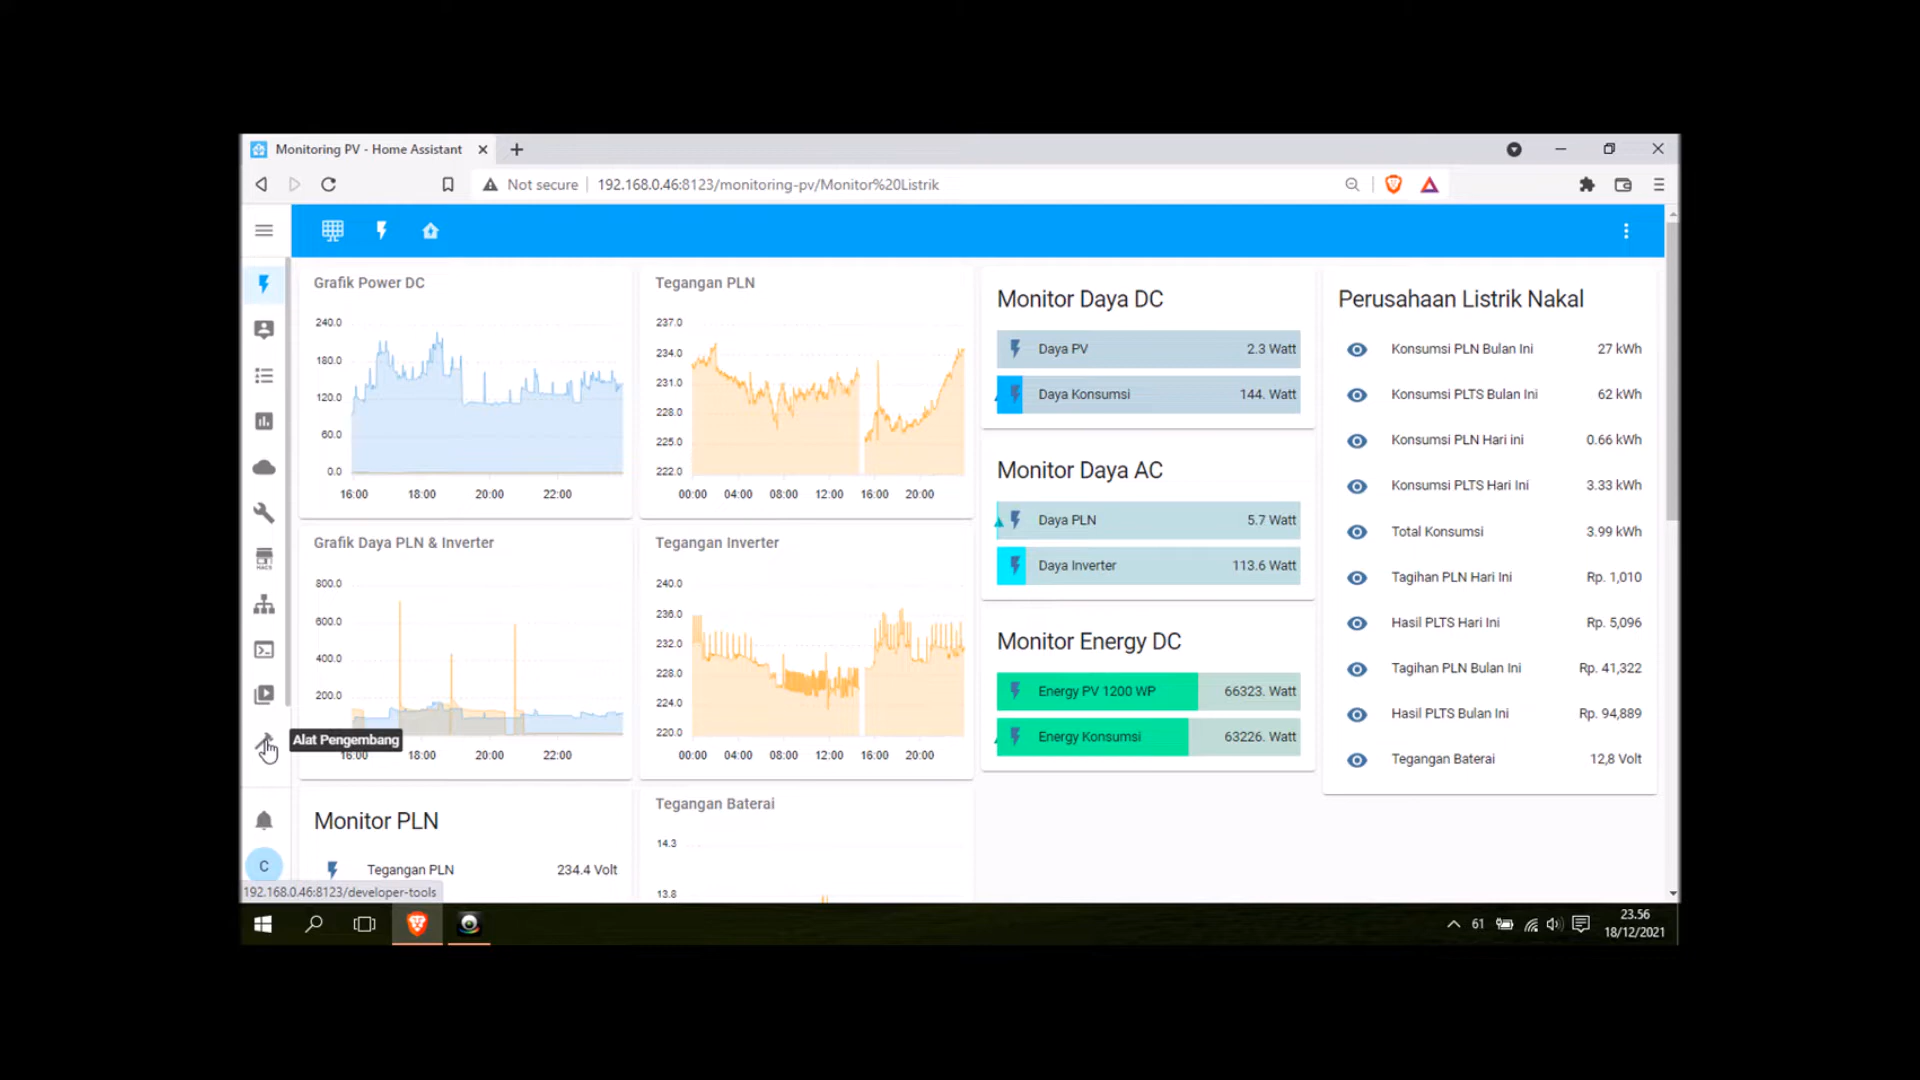 Monitoring PV - Home Assistant
Not secure
192.168.0.46:8123/monitoring-pv/Monitor%20Listrik
Grafik Power DC
240.0
180.0
120.0
60.0
0.0
16:00 18:00 20:00 22:00
Tegangan PLN
237.0
234.0
231.0
228.0
225.0
222.0
00:00 04:00 08:00 12:00 16:00 20:00
Monitor Daya DC
Daya PV 2.3 Watt
Daya Konsumsi 144. Watt
Perusahaan Listrik Nakal
Konsumsi PLN Bulan Ini 27 kWh
Konsumsi PLTS Bulan Ini 62 kWh
Konsumsi PLN Hari ini 0.66 kWh
Konsumsi PLTS Hari Ini 3.33 kWh
Total Konsumsi 3.99 kWh
Tagihan PLN Hari Ini Rp. 1,010
Hasil PLTS Hari Ini Rp. 5,096
Tagihan PLN Bulan Ini Rp. 41,322
Hasil PLTS Bulan Ini Rp. 94,889
Tegangan Baterai 12,8 Volt
Monitor Daya AC
Daya PLN 5.7 Watt
Daya Inverter 113.6 Watt
Grafik Daya PLN & Inverter
800.0
600.0
400.0
200.0
16:00 18:00 20:00 22:00
Tegangan Inverter
240.0
236.0
232.0
228.0
224.0
220.0
00:00 04:00 08:00 12:00 16:00 20:00
Monitor Energy DC
Energy PV 1200 WP 66323. Watt
Energy Konsumsi 63226. Watt
HACS
Alat Pengembang
Monitor PLN
Tegangan PLN 234.4 Volt
Tegangan Baterai
14.3
13.8
C
192.168.0.46:8123/developer-tools
61
23.56
18/12/2021